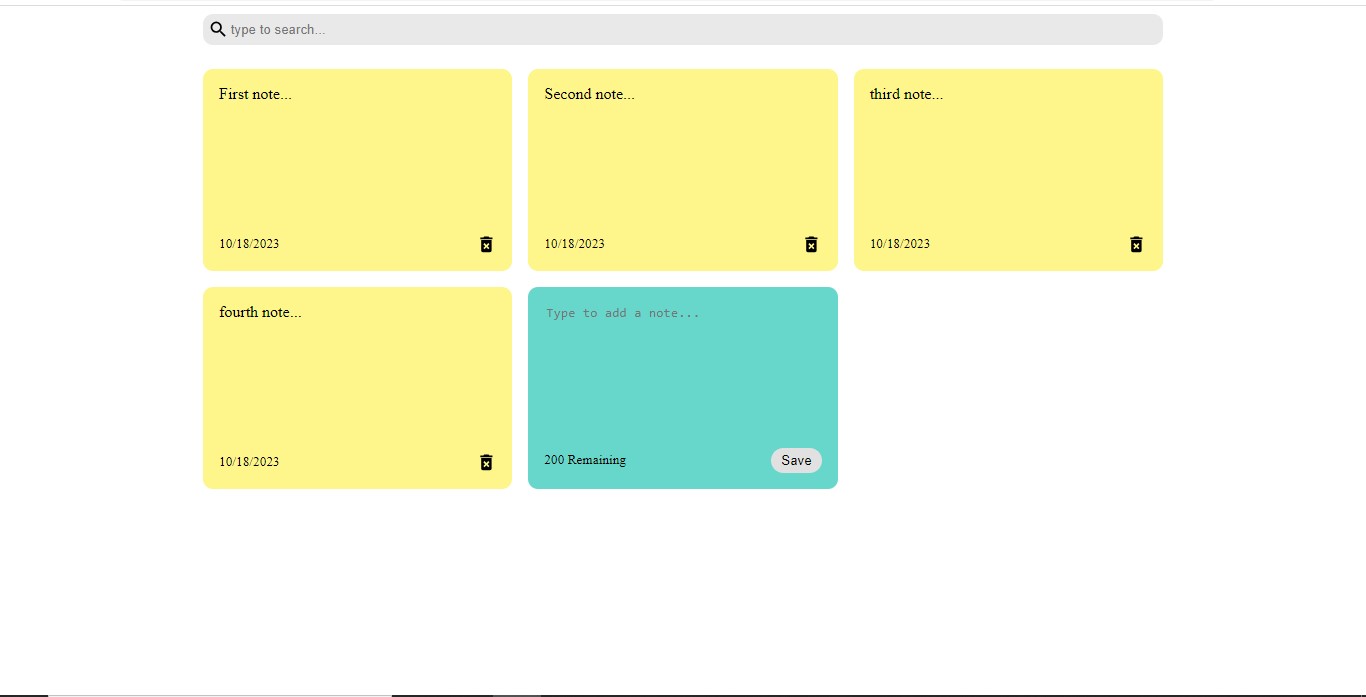 type to search...
First note...
Second note...
third note...
10/18/2023
10/18/2023
10/18/2023
fourth note...
Type to add a note...
10/18/2023
200 Remaining
Save